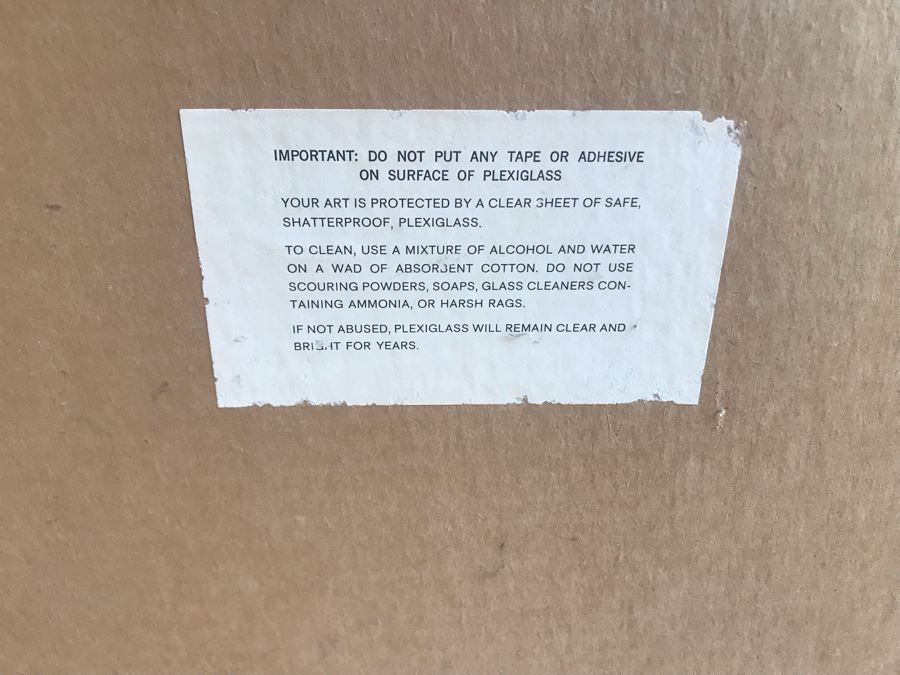 IMPORTANT: DO NOT PUT ANY TAPE OR ADHESIVE
ON SURFACE OF PLEXIGLASS
YOUR ART IS PROTECTED BY A CLEAR SHEET OF SAFE,
SHATTERPROOF, PLEXIGLASS.
TO CLEAN, USE A MIXTURE OF ALCOHOL AND WATER
ON A WAD OF ABSORBENT COTTON. DO NOT USE
SCOURING POWDERS, SOAPS, GLASS CLEANERS CON-
TAINING AMMONIA, OR HARSH RAGS.
IF NOT ABUSED, PLEXIGLASS WILL REMAIN CLEAR AND
BRIGHT FOR YEARS.